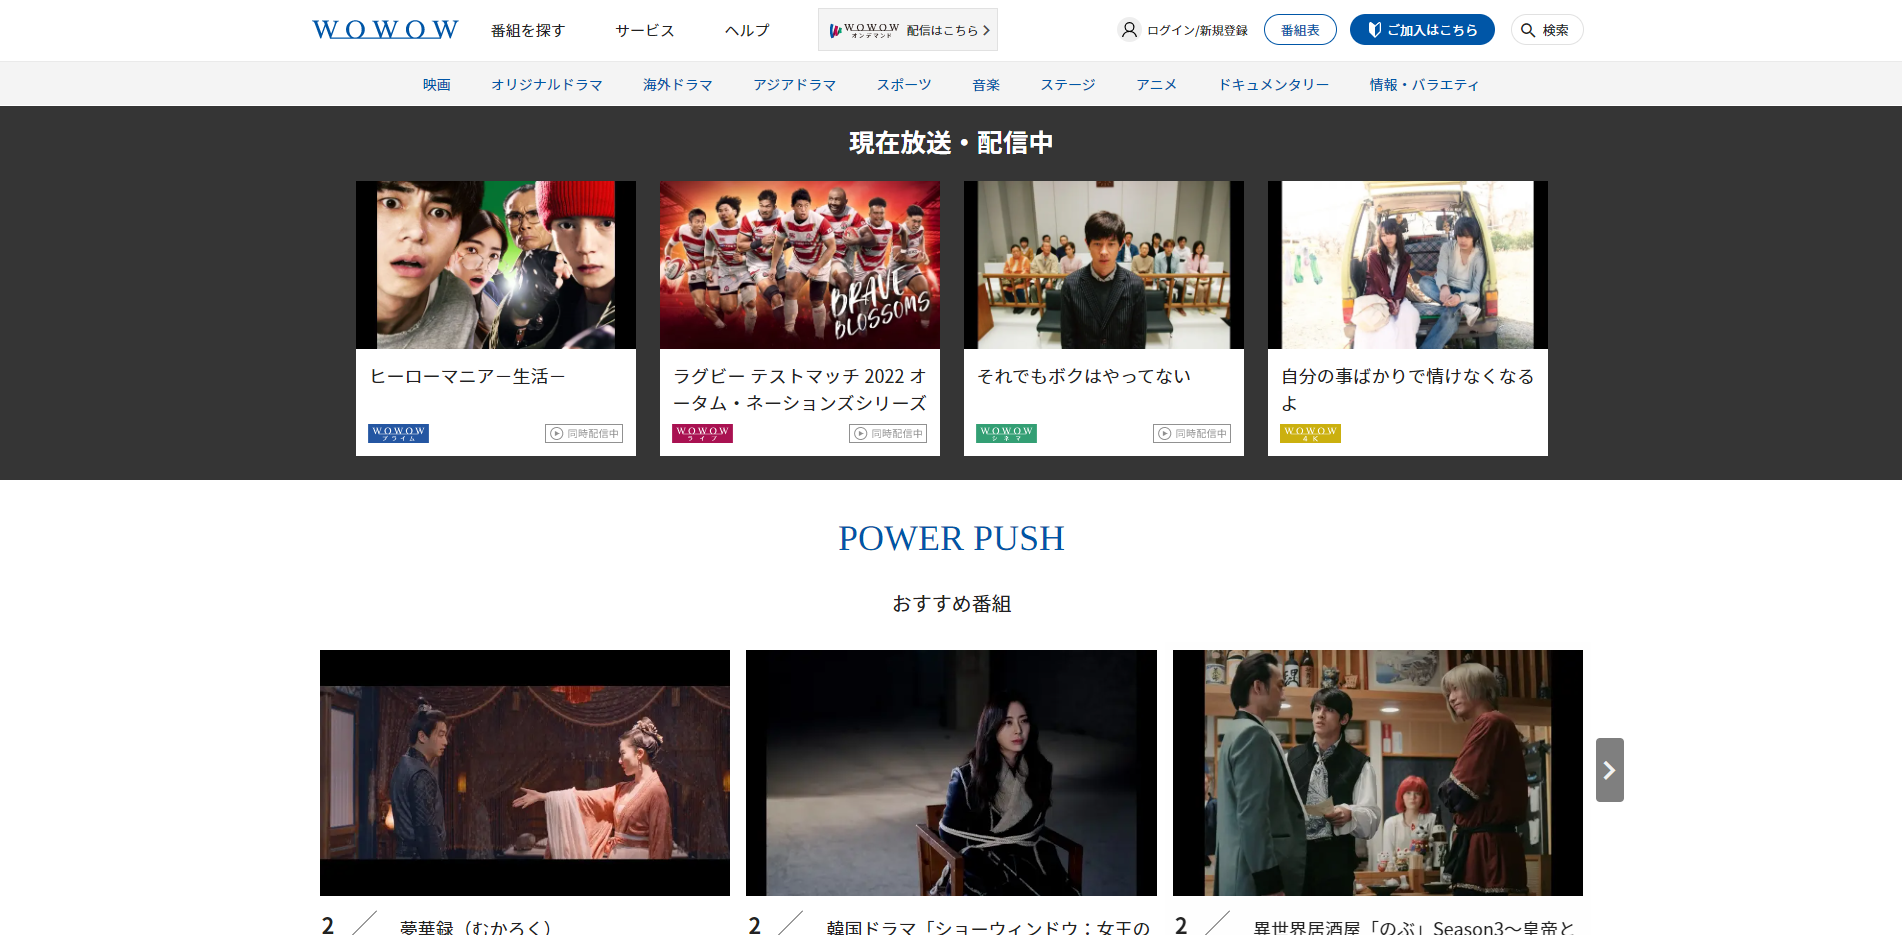 WOWOW
番組を探す
サービス
ヘルプ
WOWOW オンデマンド 配信はこちら
ログイン/新規登録
番組表
ご加入はこちら
検索
映画 オリジナルドラマ 海外ドラマ アジアドラマ スポーツ 音楽 ステージ アニメ ドキュメンタリー 情報・バラエティ
現在放送・配信中
BRAVE
BLOSSOMS
ヒーローマニア－生活－
WOWOW
プライム
同時配信中
ラグビー テストマッチ 2022 オ
ータム・ネーションズシリーズ
WOWOW
ライブ
同時配信中
それでもボクはやってない
WOWOW
シネマ
同時配信中
自分の事ばかりで情けなくなる
よ
WOWOW
4K
POWER PUSH
おすすめ番組
2 夢華録（むかろく）
2 韓国ドラマ「ショーウィンドウ：女王の
2 異世界居酒屋「のぶ」Season3～皇帝と